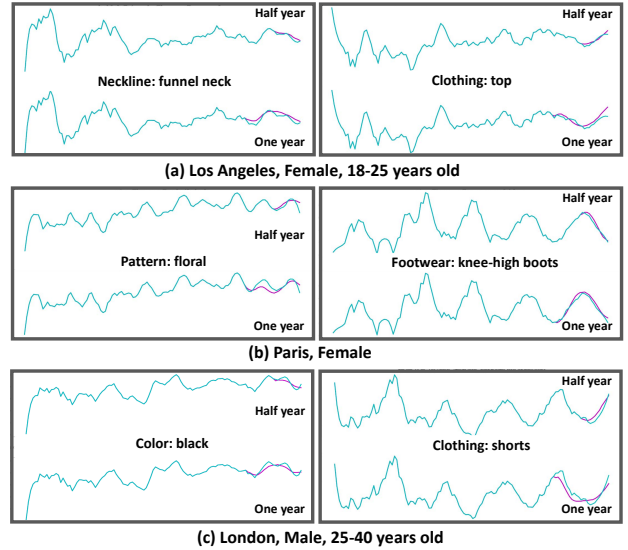 Half year
Neckline: funnel neck
One year
Half year
Clothing: top
One year
(a) Los Angeles, Female, 18-25 years old
Half year
Pattern: floral
One year
Half year
Footwear: knee-high boots
One year
(b) Paris, Female
Half year
Color: black
One year
Half year
Clothing: shorts
One year
(c) London, Male, 25-40 years old